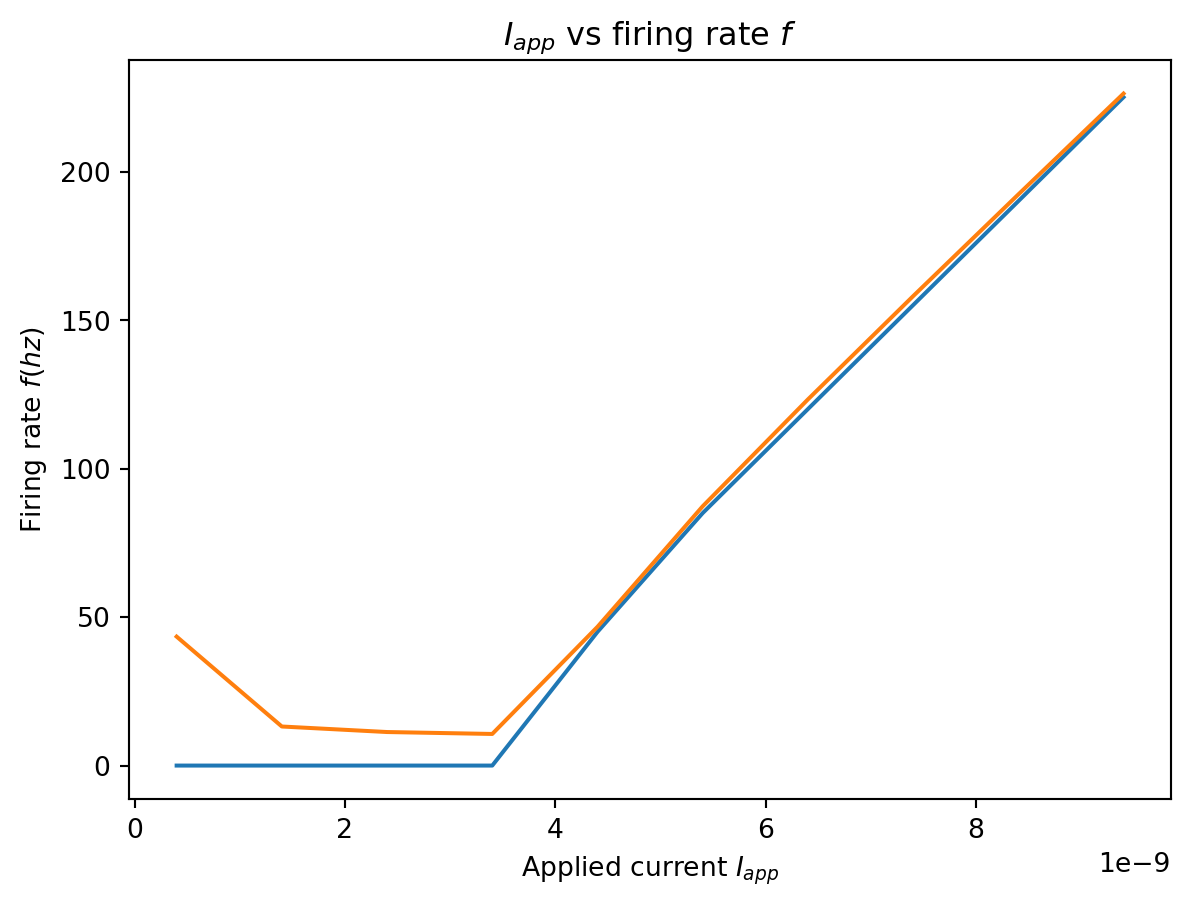 I_app vs firing rate f
Firing rate f(hz)
200
150
100
50
0
0 2 4 6 8
1e−9
Applied current I_app